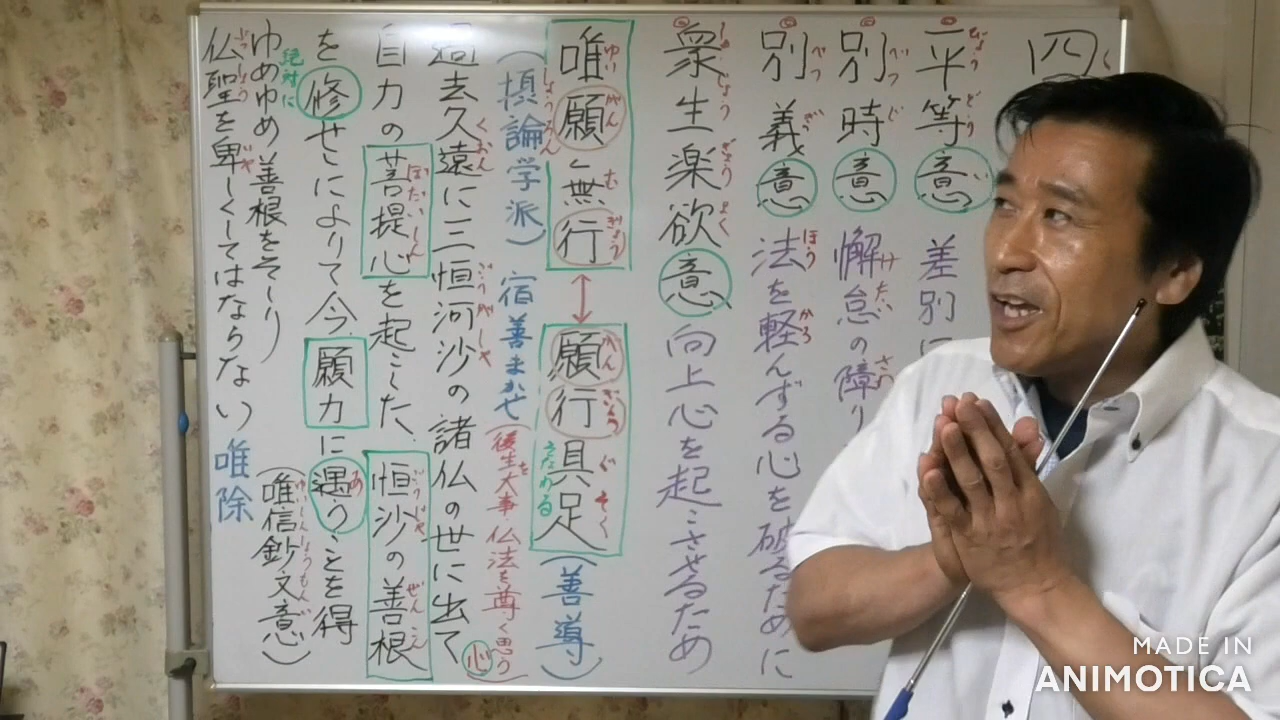 四
平等意 差別に
別時意 懈怠の障り
別義意 法を軽んずる心を破るために
衆生楽欲意 向上心を起こさせるため
唯願無行 ↔ 願行具足(善導)
(摂論学派) 宿善まかせ(後生大事 仏法を尊く思う心
過去久遠に三恒河沙の諸仏の世に出て
自力の菩提心を起こした 恒沙の善根
を修せしによりて今願力に遇うことを得
絶対に
ゆめゆめ善根をそしり(唯信鈔文意)
仏聖を卑しくしてはならない 唯除
MADE IN
ANIMOTICA